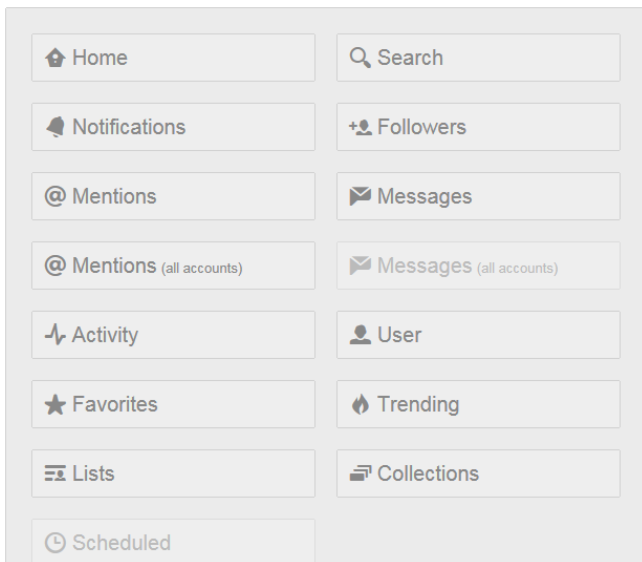 Home
Search
Notifications
Followers
@ Mentions
Messages
@ Mentions (all accounts)
Messages (all accounts)
Activity
User
Favorites
Trending
Lists
Collections
Scheduled